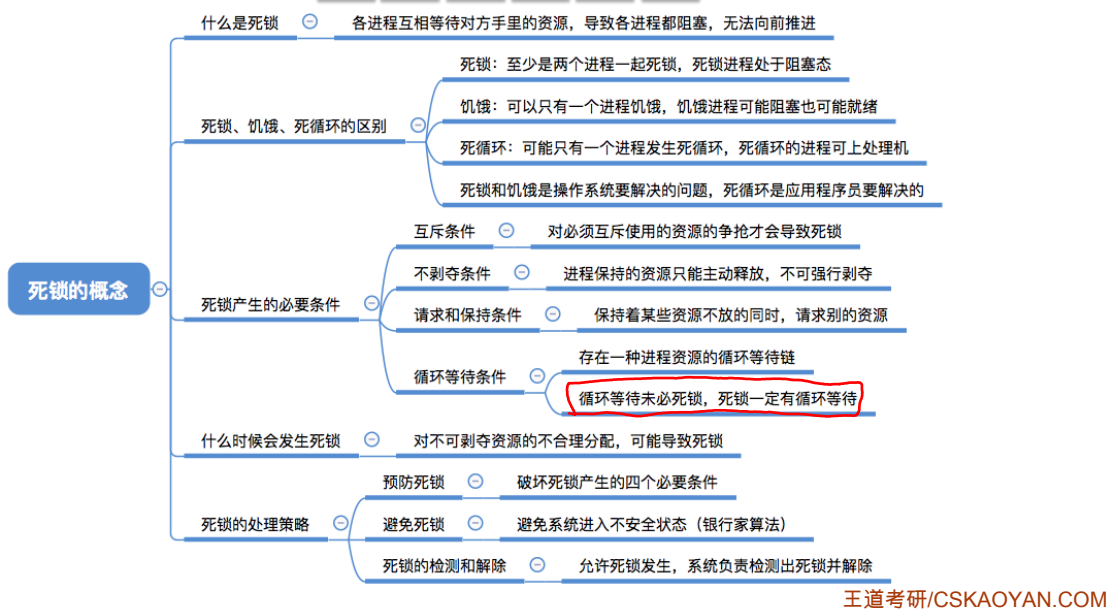 什么是死锁
各进程互相等待对方手里的资源，导致各进程都阻塞，无法向前推进
死锁、饥饿、死循环的区别
死锁：至少是两个进程一起死锁，死锁进程处于阻塞态
饥饿：可以只有一个进程饥饿，饥饿进程可能阻塞也可能就绪
死循环：可能只有一个进程发生死循环，死循环的进程可上处理机
死锁和饥饿是操作系统要解决的问题，死循环是应用程序员要解决的
死锁的概念
死锁产生的必要条件
互斥条件
对必须互斥使用的资源的争抢才会导致死锁
不剥夺条件
进程保持的资源只能主动释放，不可强行剥夺
请求和保持条件
保持着某些资源不放的同时，请求别的资源
循环等待条件
存在一种进程资源的循环等待链
循环等待未必死锁，死锁一定有循环等待
什么时候会发生死锁
对不可剥夺资源的不合理分配，可能导致死锁
死锁的处理策略
预防死锁
破坏死锁产生的四个必要条件
避免死锁
避免系统进入不安全状态（银行家算法）
死锁的检测和解除
允许死锁发生，系统负责检测出死锁并解除
王道考研/CSKAOYAN.COM